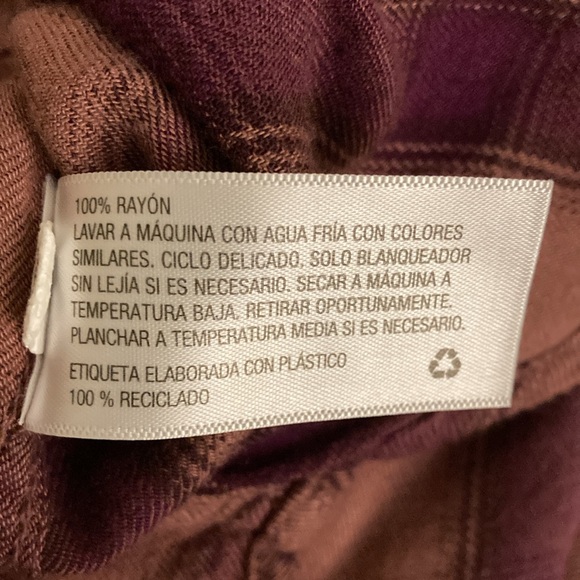 100% RAYÓN
LAVAR A MÁQUINA CON AGUA FRÍA CON COLORES
SIMILARES. CICLO DELICADO. SOLO BLANQUEADOR
SIN LEJÍA SI ES NECESARIO. SECAR A MÁQUINA A
TEMPERATURA BAJA. RETIRAR OPORTUNAMENTE.
PLANCHAR A TEMPERATURA MEDIA SI ES NECESARIO.
ETIQUETA ELABORADA CON PLÁSTICO
100 % RECICLADO